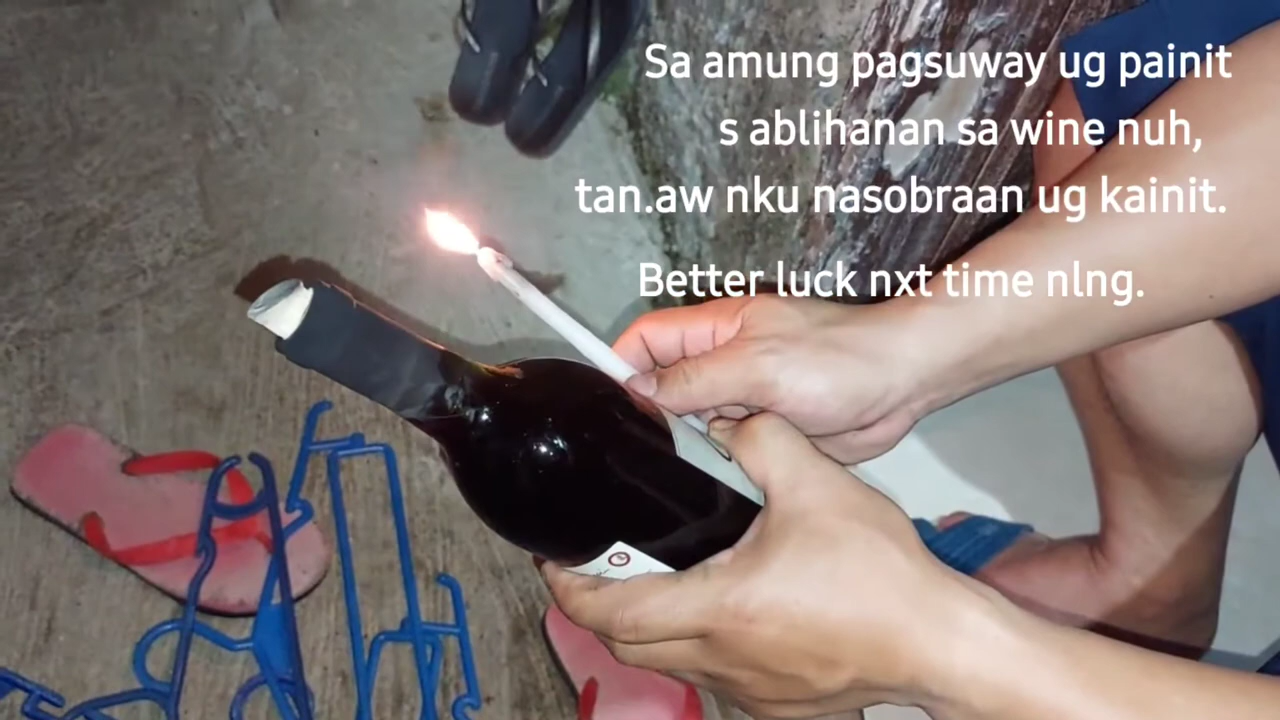 Sa amung pagsuway ug painit
s ablihanan sa wine nuh,
tan.aw nku nasobraan ug kainit.
Better luck nxt time nlng.